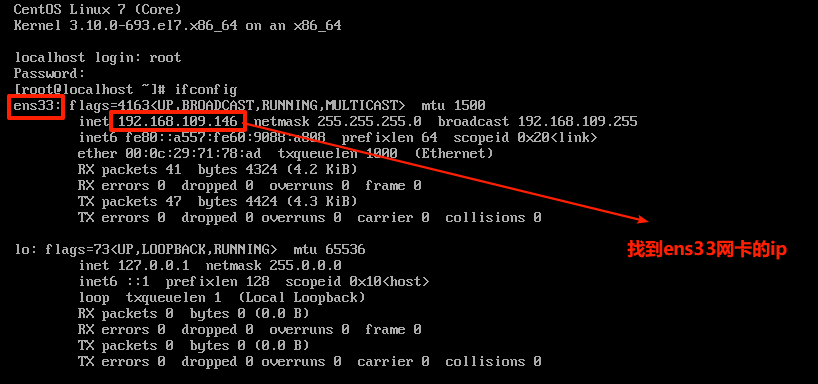 CentOS Linux 7 (Core)
Kernel 3.10.0-693.el7.x86_64 on an x86_64
localhost login: root
Password:
[root@localhost ~]# ifconfig
ens33: flags=4163<UP,BROADCAST,RUNNING,MULTICAST>  mtu 1500
inet 192.168.109.146  netmask 255.255.255.0  broadcast 192.168.109.255
inet6 fe80::a557:fe60:9088:a808  prefixlen 64  scopeid 0x20<link>
ether 00:0c:29:71:78:ad  txqueuelen 1000  (Ethernet)
RX packets 41  bytes 4324 (4.2 KiB)
RX errors 0  dropped 0  overruns 0  frame 0
TX packets 47  bytes 4424 (4.3 KiB)
TX errors 0  dropped 0 overruns 0  carrier 0  collisions 0
找到ens33网卡的ip
lo: flags=73<UP,LOOPBACK,RUNNING>  mtu 65536
inet 127.0.0.1  netmask 255.0.0.0
inet6 ::1  prefixlen 128  scopeid 0x10<host>
loop  txqueuelen 1  (Local Loopback)
RX packets 0  bytes 0 (0.0 B)
RX errors 0  dropped 0  overruns 0  frame 0
TX packets 0  bytes 0 (0.0 B)
TX errors 0  dropped 0 overruns 0  carrier 0  collisions 0